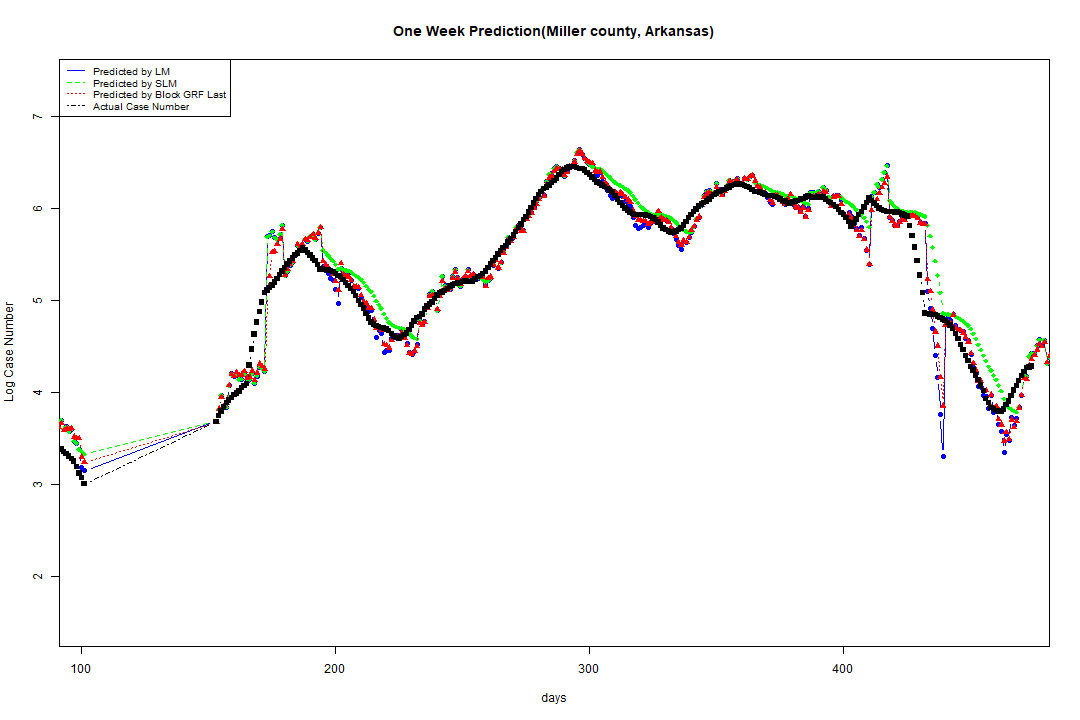 One Week Prediction(Miller county, Arkansas)
Predicted by LM
Predicted by SLM
Predicted by Block GRF Last
Actual Case Number
7
6
5
4
3
2
Log Case Number
100 200 300 400
days